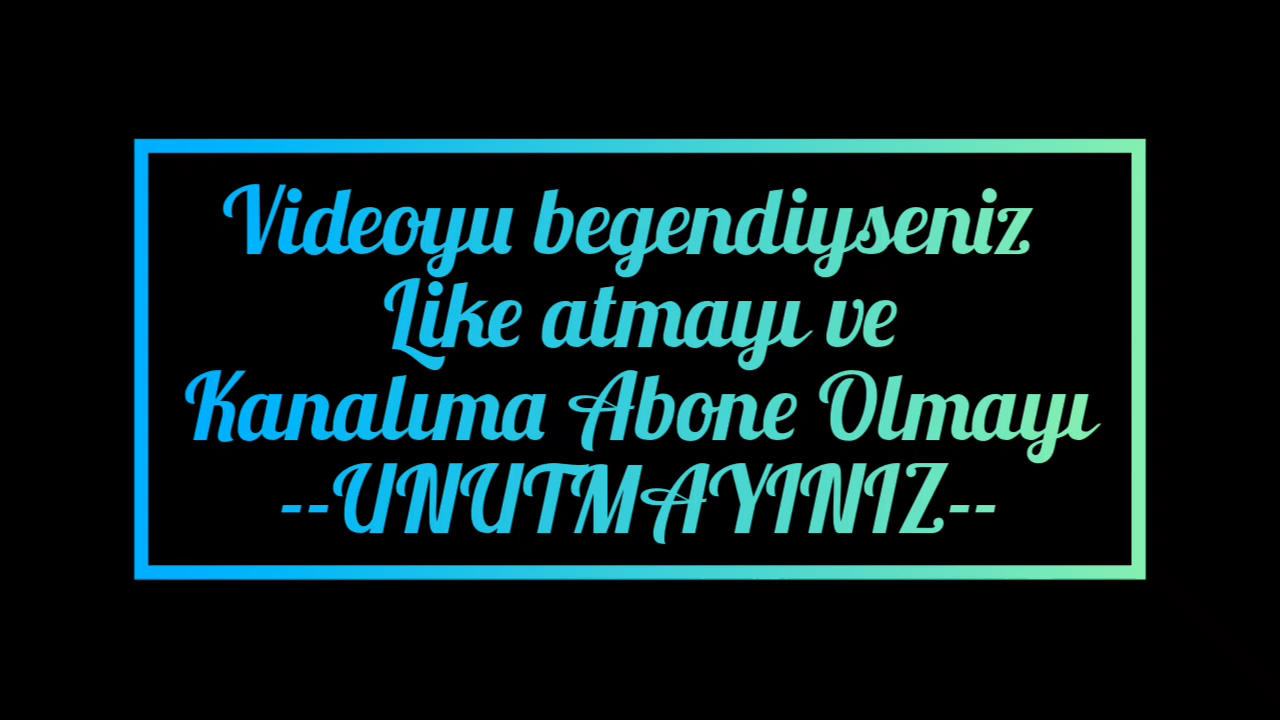 Videoyu begendiyseniz
Like atmayı ve
Kanalıma Abone Olmayı
--UNUTMAYINIZ--